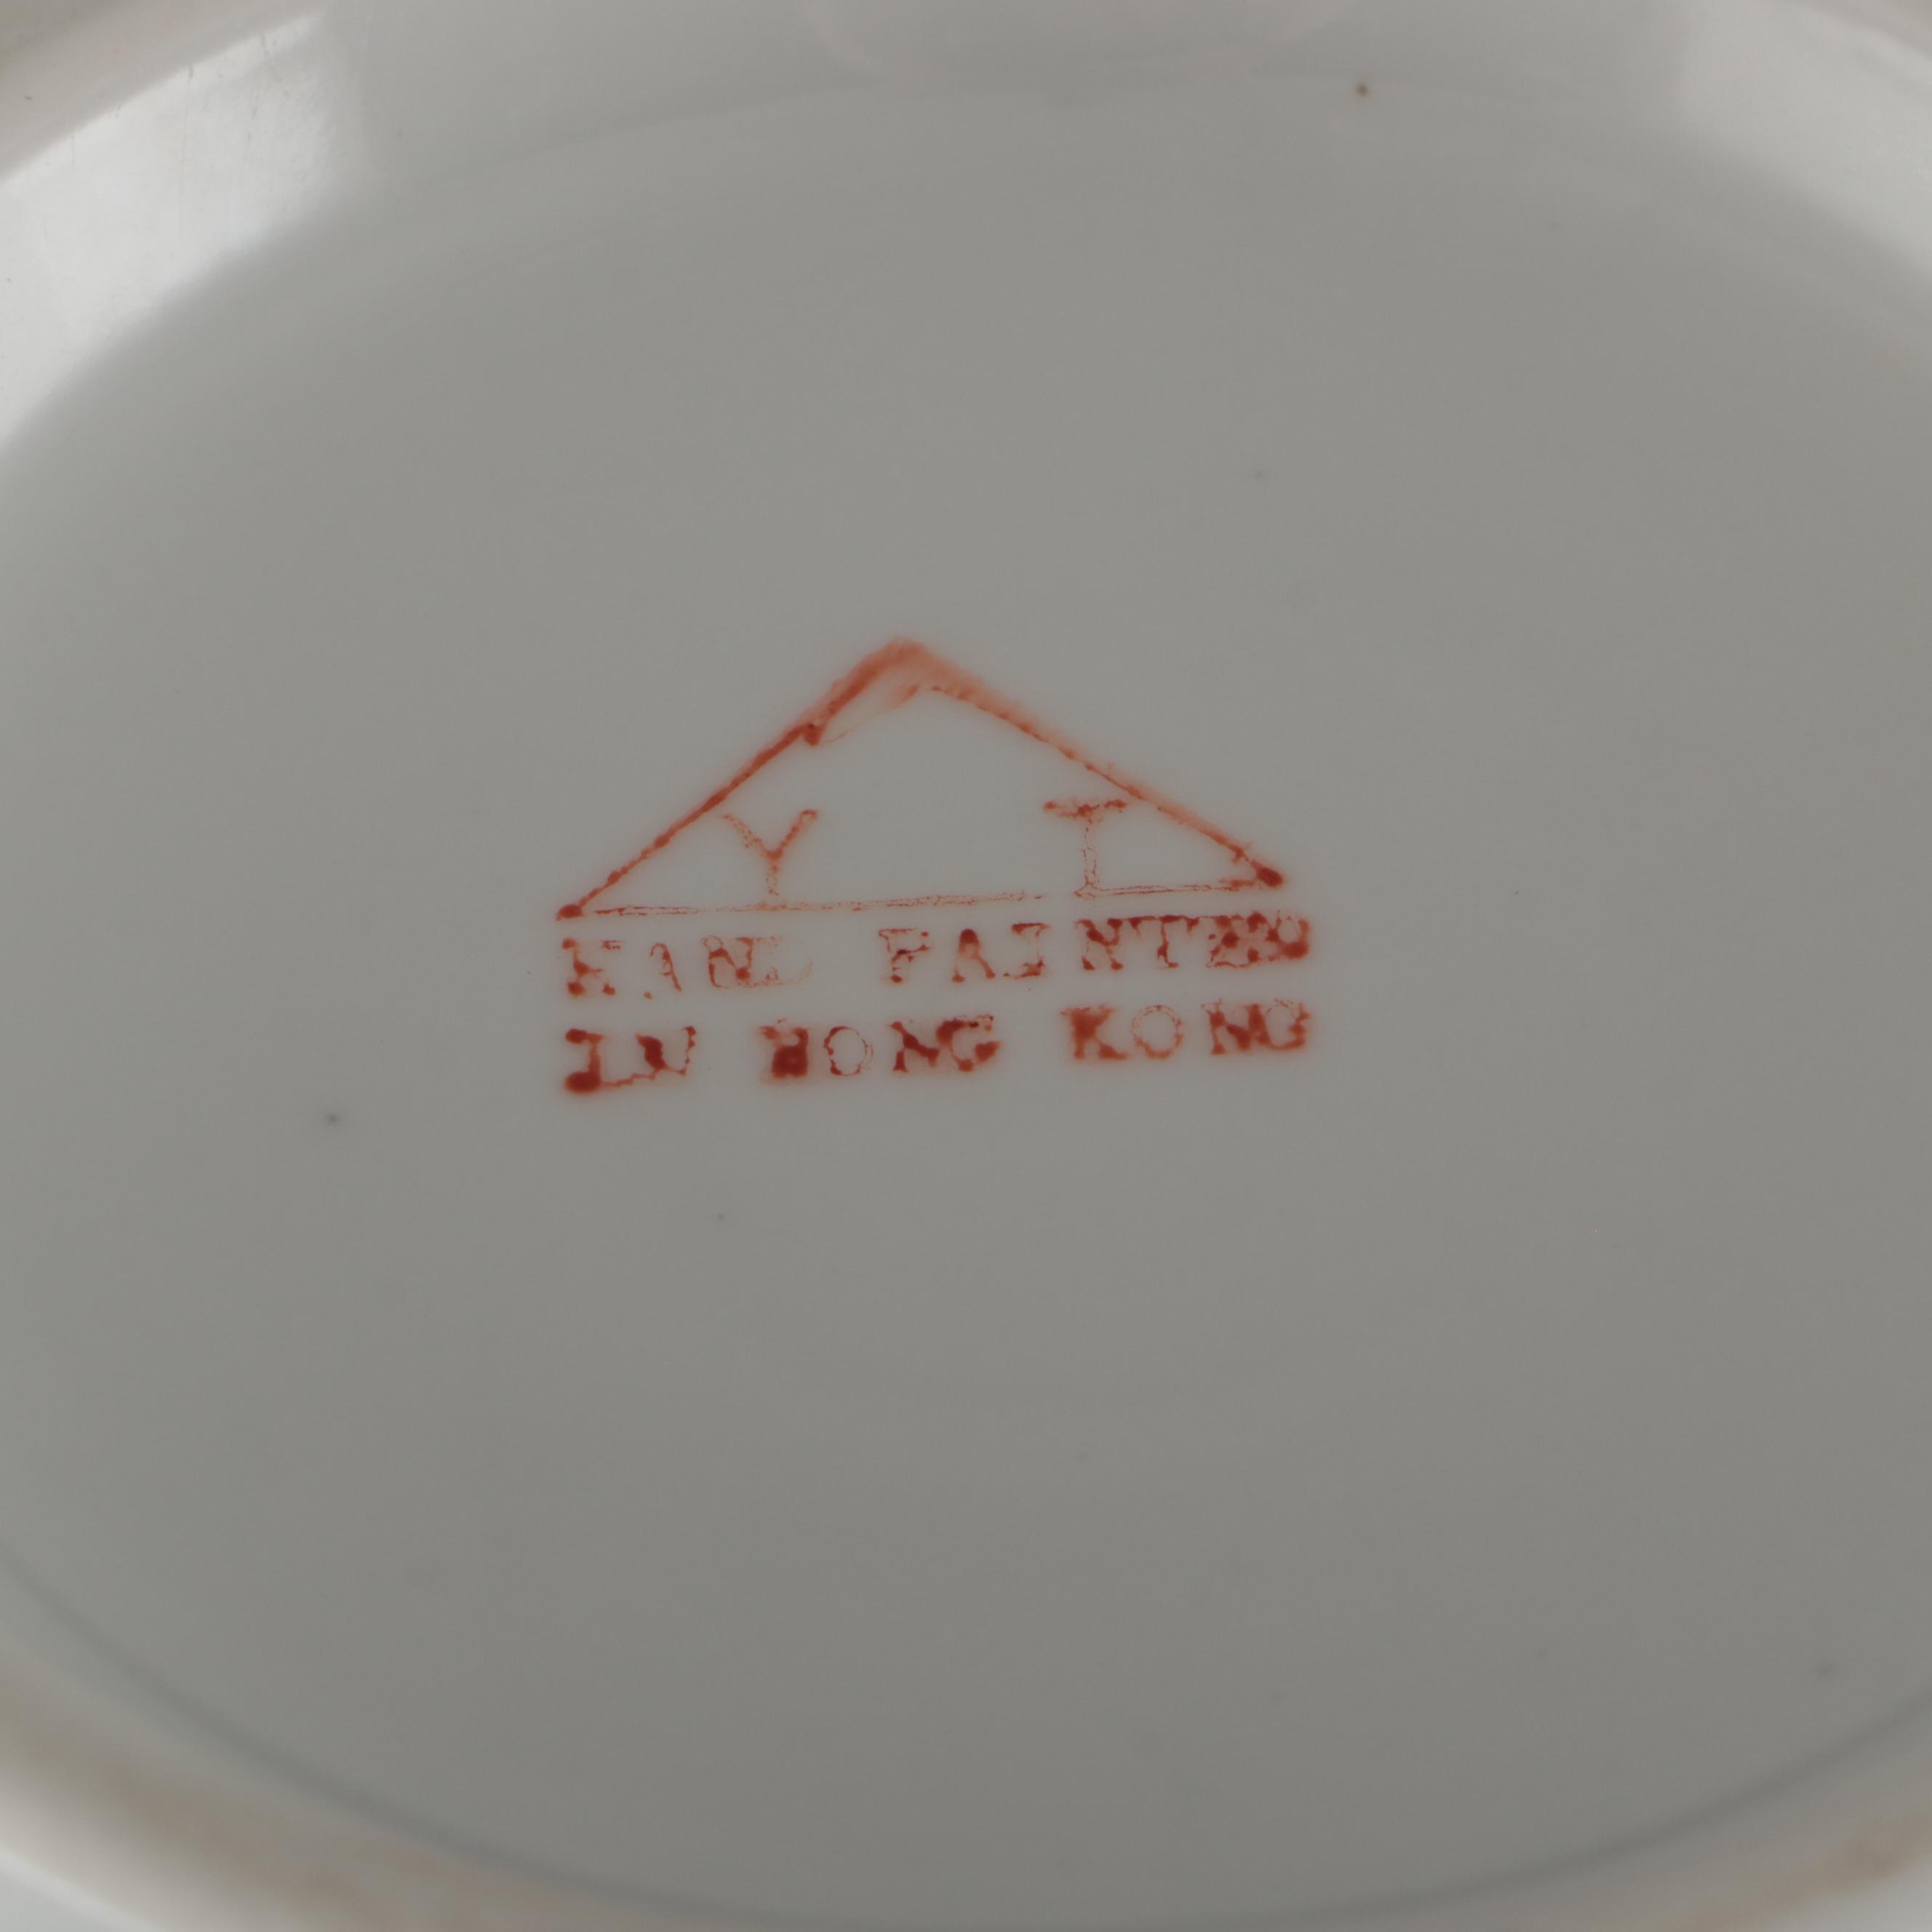 Y T
HAND PAINTED
IN HONG KONG